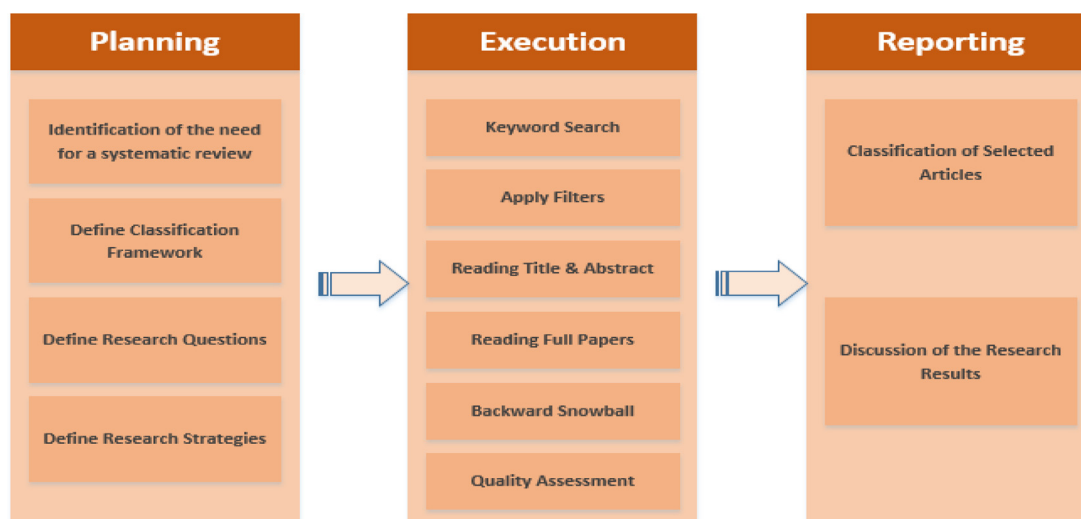 Planning
Identification of the need
for a systematic review
Define Classification
Framework
Define Research Questions
Define Research Strategies
Execution
Keyword Search
Apply Filters
Reading Title & Abstract
Reading Full Papers
Backward Snowball
Quality Assessment
Reporting
Classification of Selected
Articles
Discussion of the Research
Results